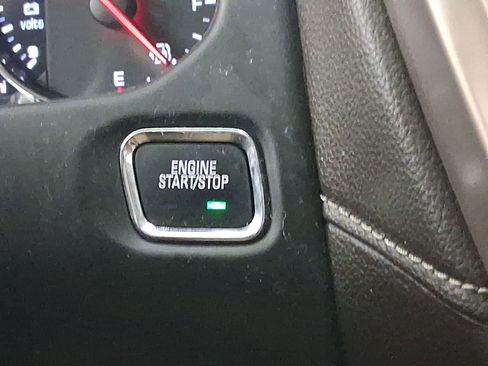 volts
F
E
ENGINE
START/STOP